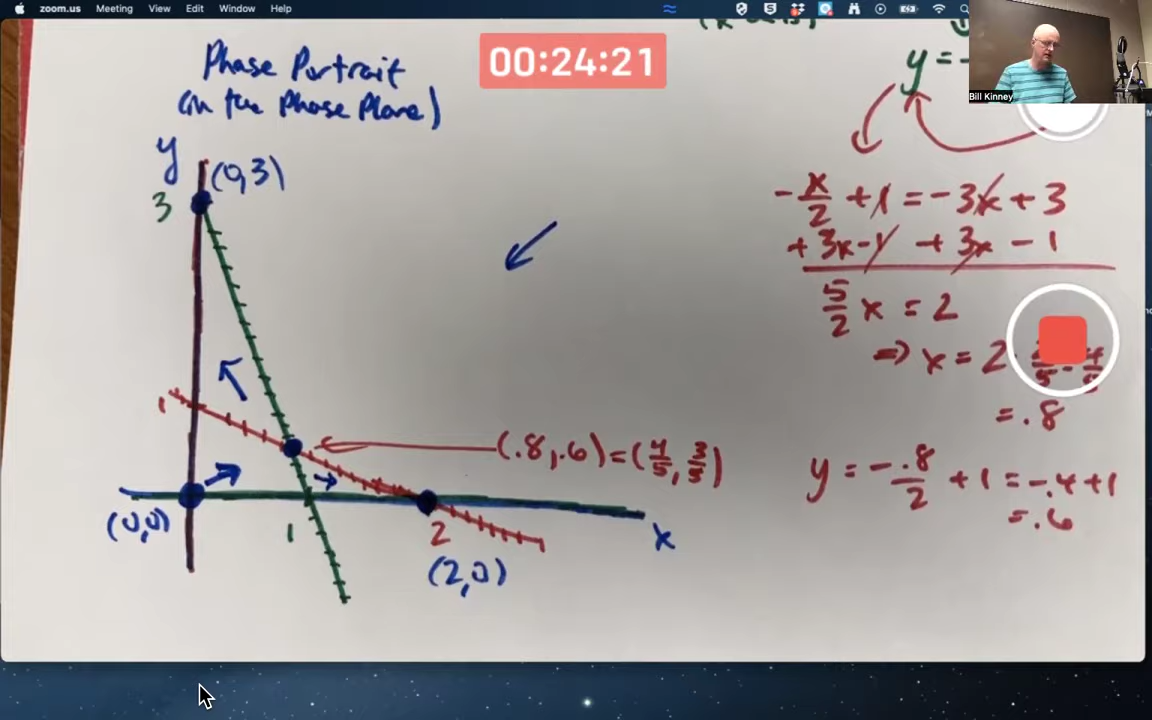 zoom.us Meeting View Edit Window Help
00:24:21
Bill Kinney
Phase Portrait
(in the Phase Plane)
y = -
y
(0,3)
3
- x/2 + 1 = -3x + 3
+ 3x - 1 + 3x - 1
5/2 x = 2
⇒ x = 2 ·
= .8
1
(.8, .6) = (4/5, 3/5)
y = - .8/2 + 1 = -.4 + 1
= .6
(0,0)
1
2
x
(2,0)